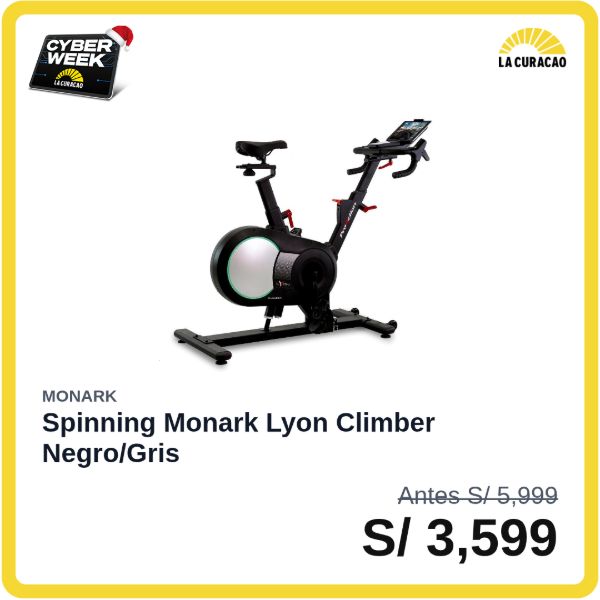 CYBER
WEEK
LA CURACAO
LA CURACAO
MONARK
Spinning Monark Lyon Climber
Negro/Gris
Antes S/ 5,999
S/ 3,599